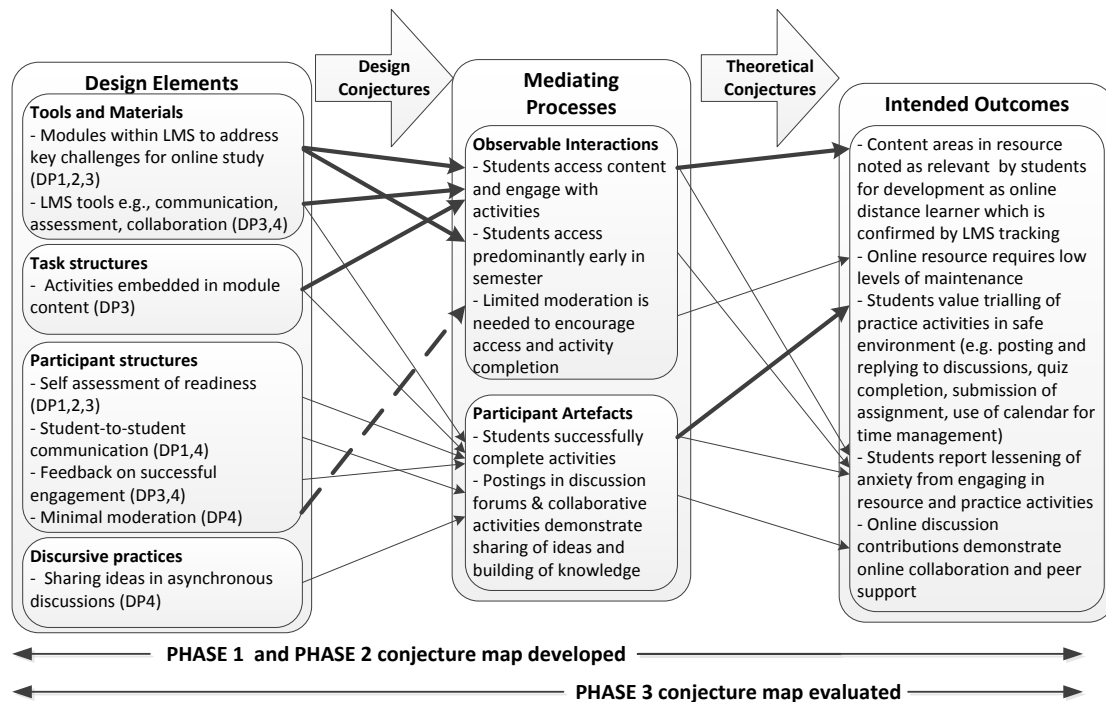 Design Elements
Tools and Materials
- Modules within LMS to address
key challenges for online study
(DP1,2,3)
- LMS tools e.g., communication,
assessment, collaboration (DP3,4)
Task structures
- Activities embedded in module
content (DP3)
Participant structures
- Self assessment of readiness
(DP1,2,3)
- Student-to-student
communication (DP1,4)
- Feedback on successful
engagement (DP3,4)
- Minimal moderation (DP4)
Discursive practices
- Sharing ideas in asynchronous
discussions (DP4)
Design
Conjectures
Mediating
Processes
Observable Interactions
- Students access content
and engage with
activities
- Students access
predominantly early in
semester
- Limited moderation is
needed to encourage
access and activity
completion
Participant Artefacts
- Students successfully
complete activities
- Postings in discussion
forums & collaborative
activities demonstrate
sharing of ideas and
building of knowledge
Theoretical
Conjectures
Intended Outcomes
- Content areas in resource
noted as relevant by students
for development as online
distance learner which is
confirmed by LMS tracking
- Online resource requires low
levels of maintenance
- Students value trialling of
practice activities in safe
environment (e.g. posting and
replying to discussions, quiz
completion, submission of
assignment, use of calendar for
time management)
- Students report lessening of
anxiety from engaging in
resource and practice activities
- Online discussion
contributions demonstrate
online collaboration and peer
support
PHASE 1 and PHASE 2 conjecture map developed
PHASE 3 conjecture map evaluated